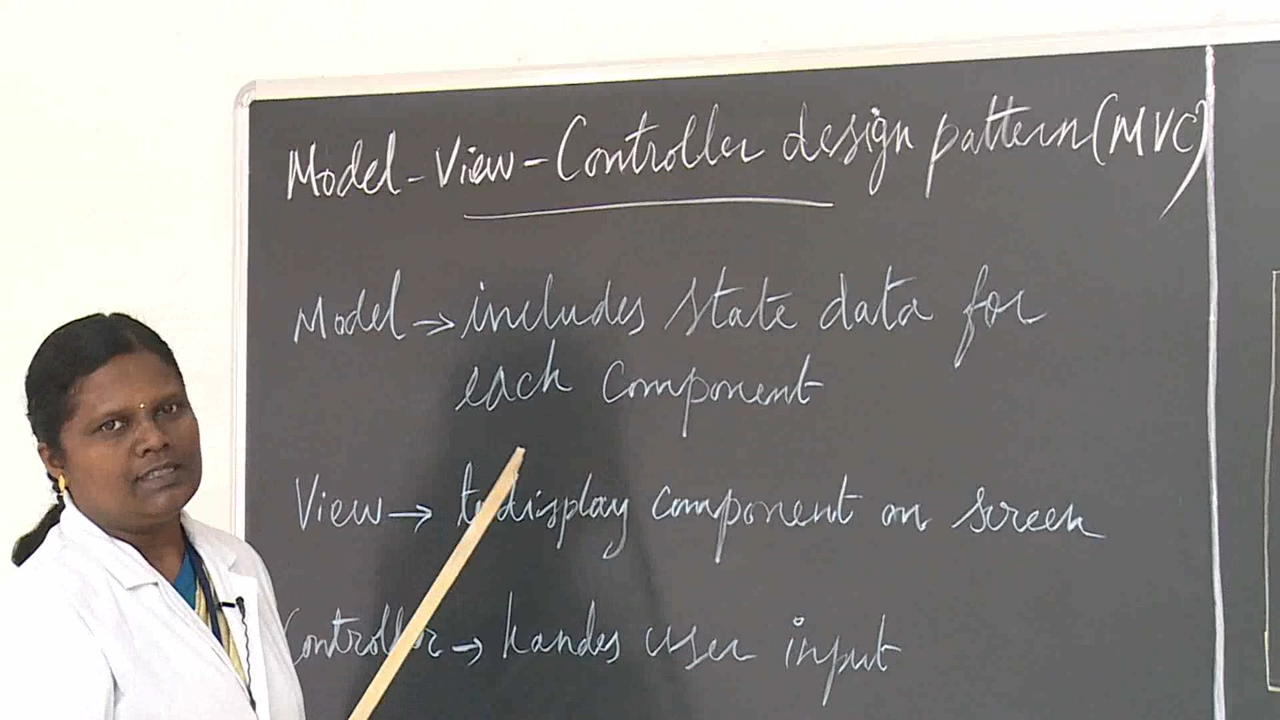 Model-View-Controller design pattern (MVC)
Model → includes state data for
each component
View → to display component on screen
Controller → handes user input